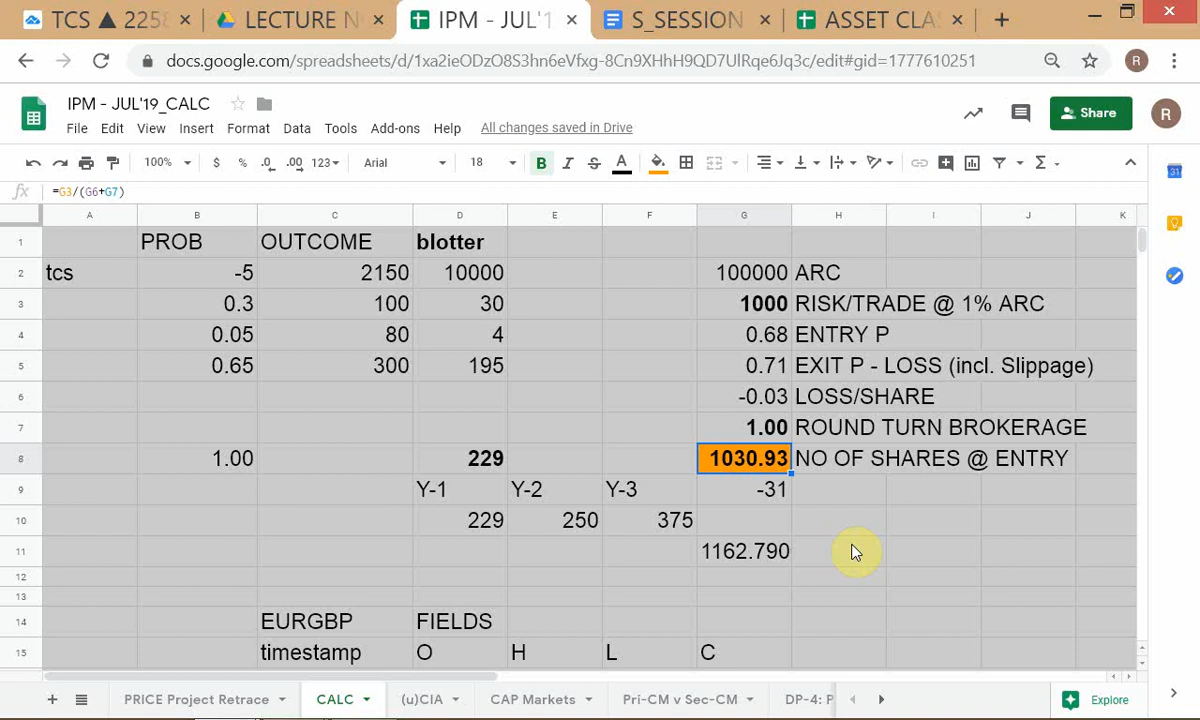 TCS ▲ 2258 LECTURE N IPM - JUL'1 S_SESSION ASSET CLA
docs.google.com/spreadsheets/d/1xa2ieODzO8S3hn6eVfxg-8Cn9XHhH9QD7UlRqe6Jq3c/edit#gid=1777610251 R
IPM - JUL'19_CALC
File Edit View Insert Format Data Tools Add-ons Help All changes saved in Drive Share R
100% $ % .0 .00 123 Arial 18 B I S A Σ
fx =G3/(G6+G7)
A B C D E F G H I J K
1 PROB OUTCOME blotter
2 tcs -5 2150 10000 100000 ARC
3 0.3 100 30 1000 RISK/TRADE @ 1% ARC
4 0.05 80 4 0.68 ENTRY P
5 0.65 300 195 0.71 EXIT P - LOSS (incl. Slippage)
6 -0.03 LOSS/SHARE
7 1.00 ROUND TURN BROKERAGE
8 1.00 229 1030.93 NO OF SHARES @ ENTRY
9 Y-1 Y-2 Y-3 -31
10 229 250 375
11 1162.790
12
13
14 EURGBP FIELDS
15 timestamp O H L C
PRICE Project Retrace CALC (u)CIA CAP Markets Pri-CM v Sec-CM DP-4: P Explore